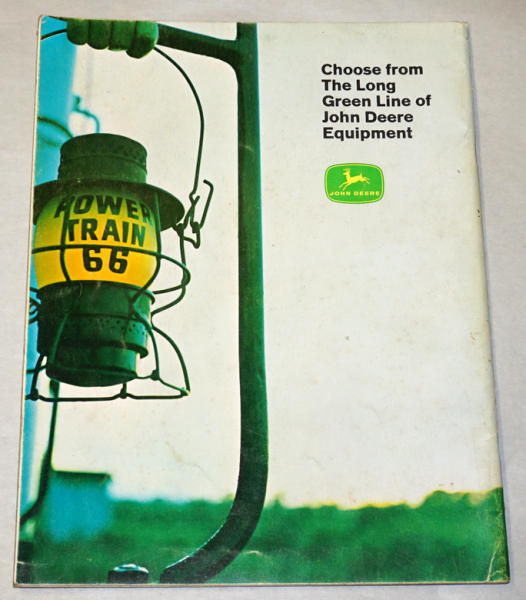 Choose from
The Long
Green Line of
John Deere
Equipment
JOHN DEERE
POWER
TRAIN
66